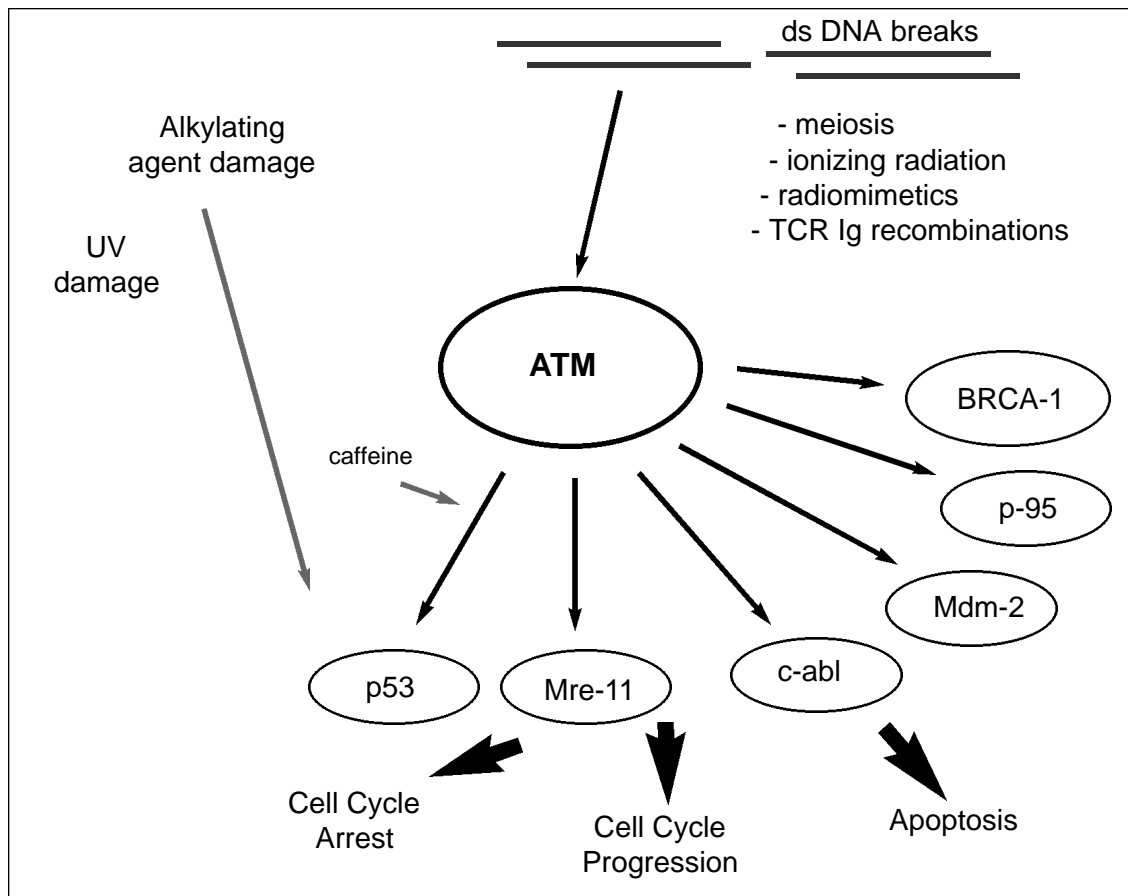 ds DNA breaks
- meiosis
- ionizing radiation
- radiomimetics
- TCR Ig recombinations
Alkylating
agent damage
UV
damage
ATM
caffeine
BRCA-1
p-95
Mdm-2
c-abl
p53
Mre-11
Cell Cycle
Arrest
Cell Cycle
Progression
Apoptosis